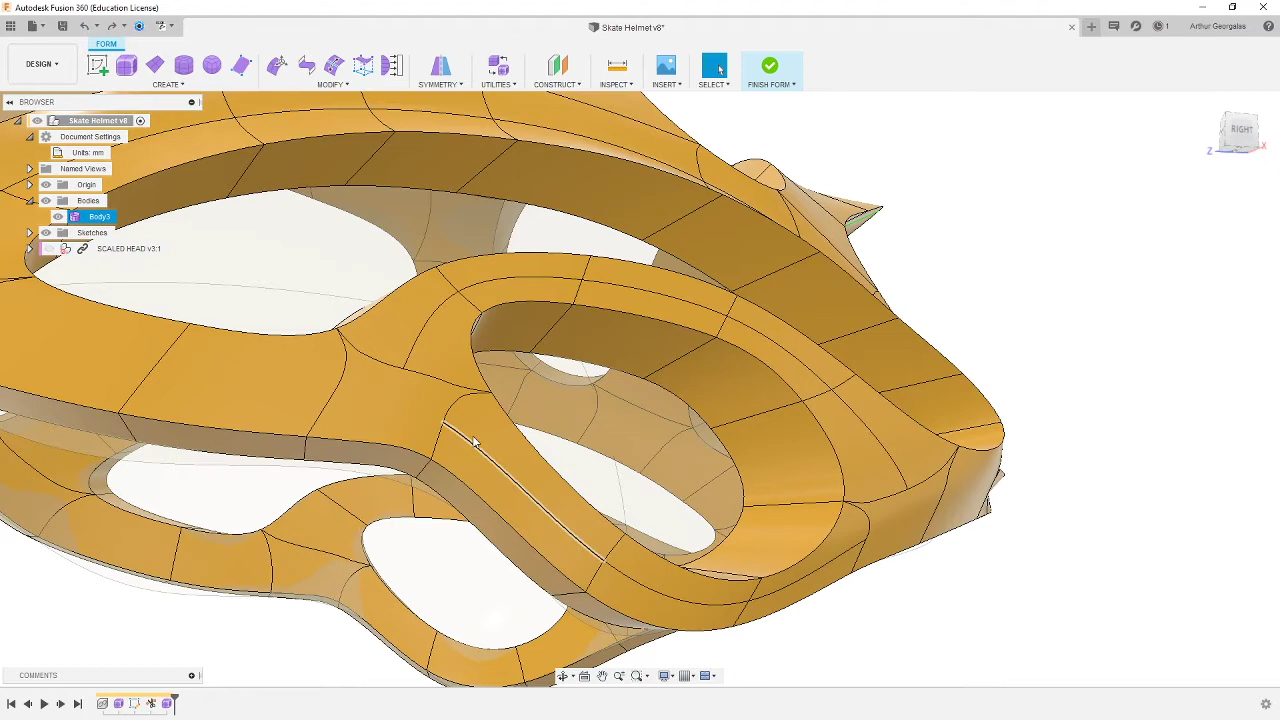 Autodesk Fusion 360 (Education License)
Skate Helmet v8*
1
Arthur Georgalas
FORM
DESIGN
CREATE
MODIFY
SYMMETRY
UTILITIES
CONSTRUCT
INSPECT
INSERT
SELECT
FINISH FORM
BROWSER
Skate Helmet v8
Document Settings
Units: mm
Named Views
Origin
Bodies
Body3
Sketches
SCALED HEAD v3:1
RIGHT
Z
X
COMMENTS